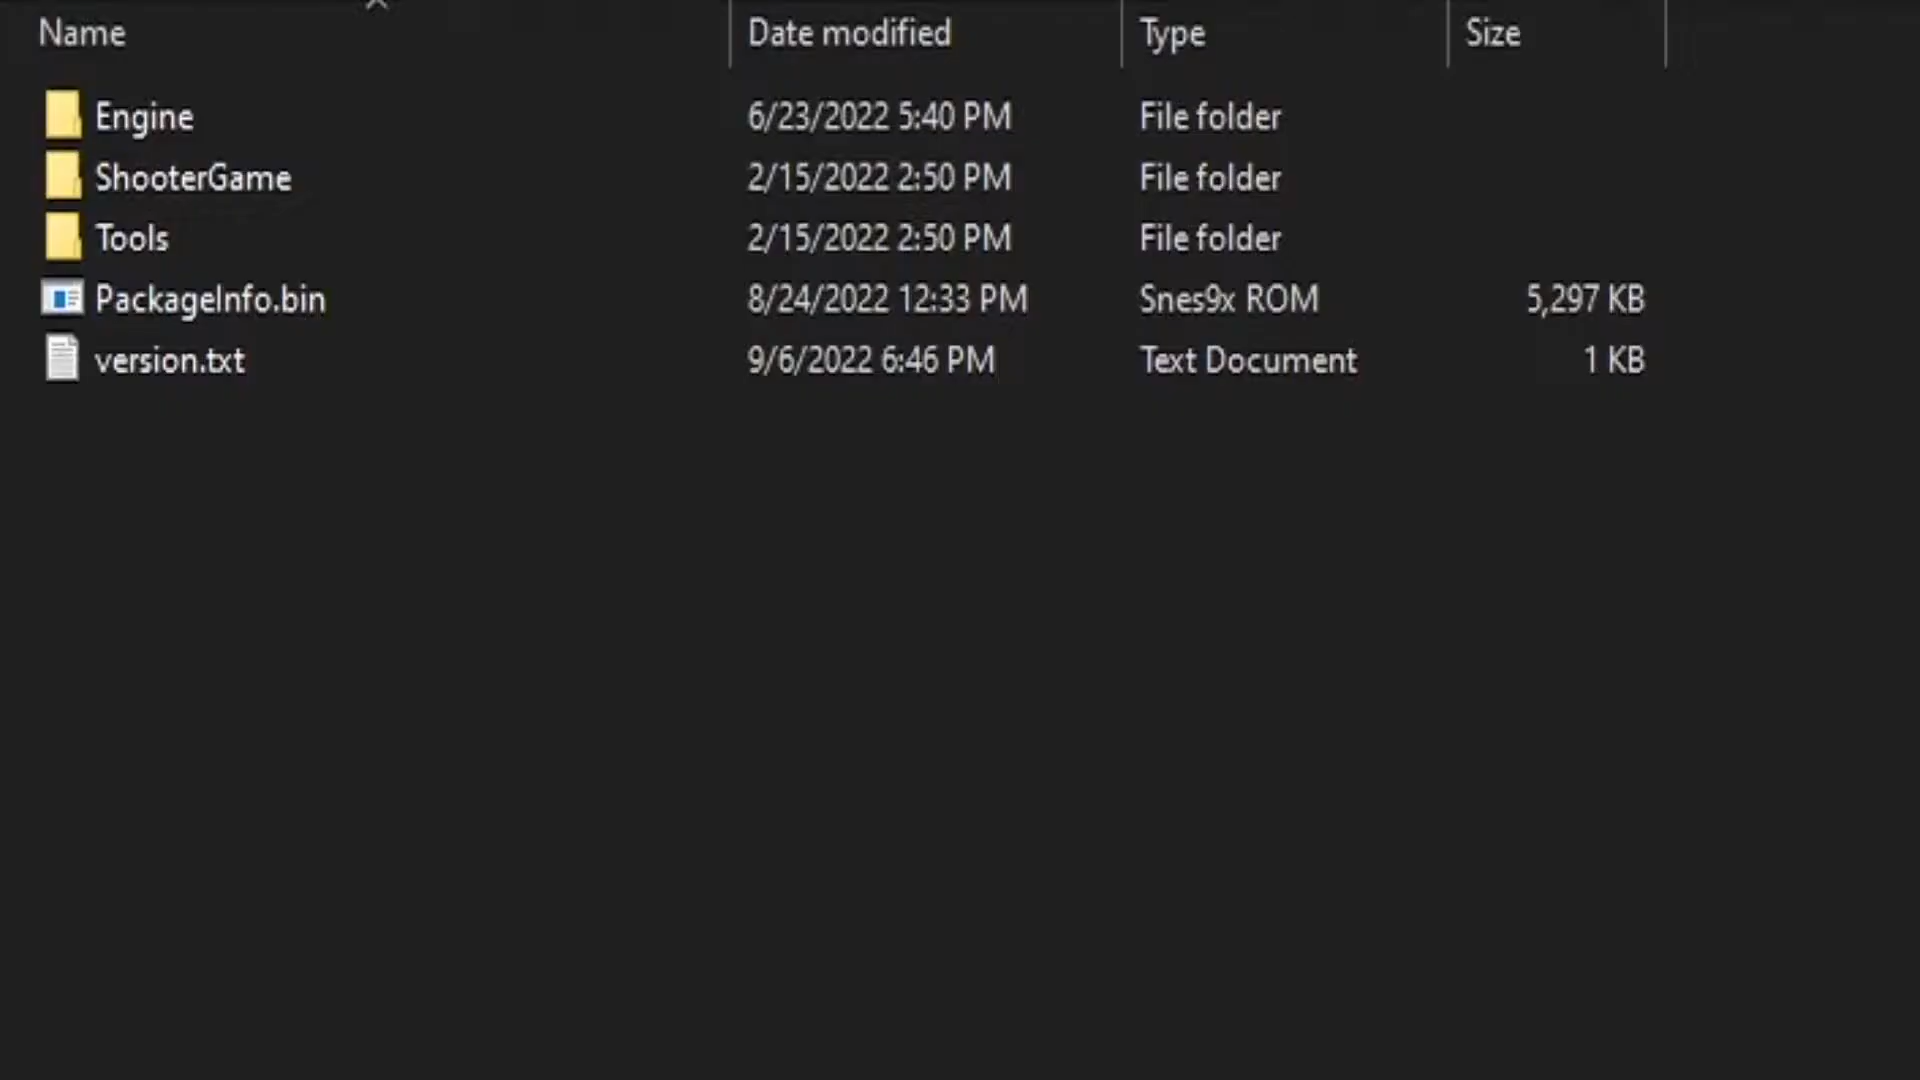 Name Date modified Type Size
Engine 6/23/2022 5:40 PM File folder
ShooterGame 2/15/2022 2:50 PM File folder
Tools 2/15/2022 2:50 PM File folder
PackageInfo.bin 8/24/2022 12:33 PM Snes9x ROM 5,297 KB
version.txt 9/6/2022 6:46 PM Text Document 1 KB